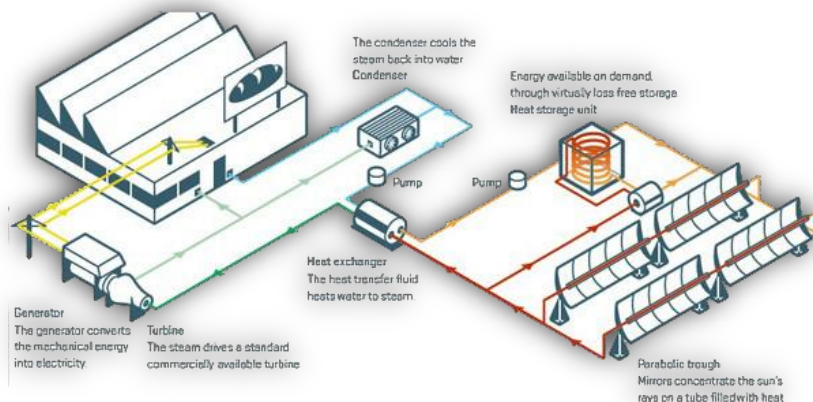 The condenser cools the
steam back into water
Condenser
Energy available on demand,
through virtually loss free storage
Heat storage unit
Pump
Pump
Heat exchanger
The heat transfer fluid
heats water to steam.
Generator
The generator converts
the mechanical energy
into electricity.
Turbine
The steam drives a standard
commercially available turbine
Parabolic trough
Mirrors concentrate the sun's
rays on a tube filled with heat